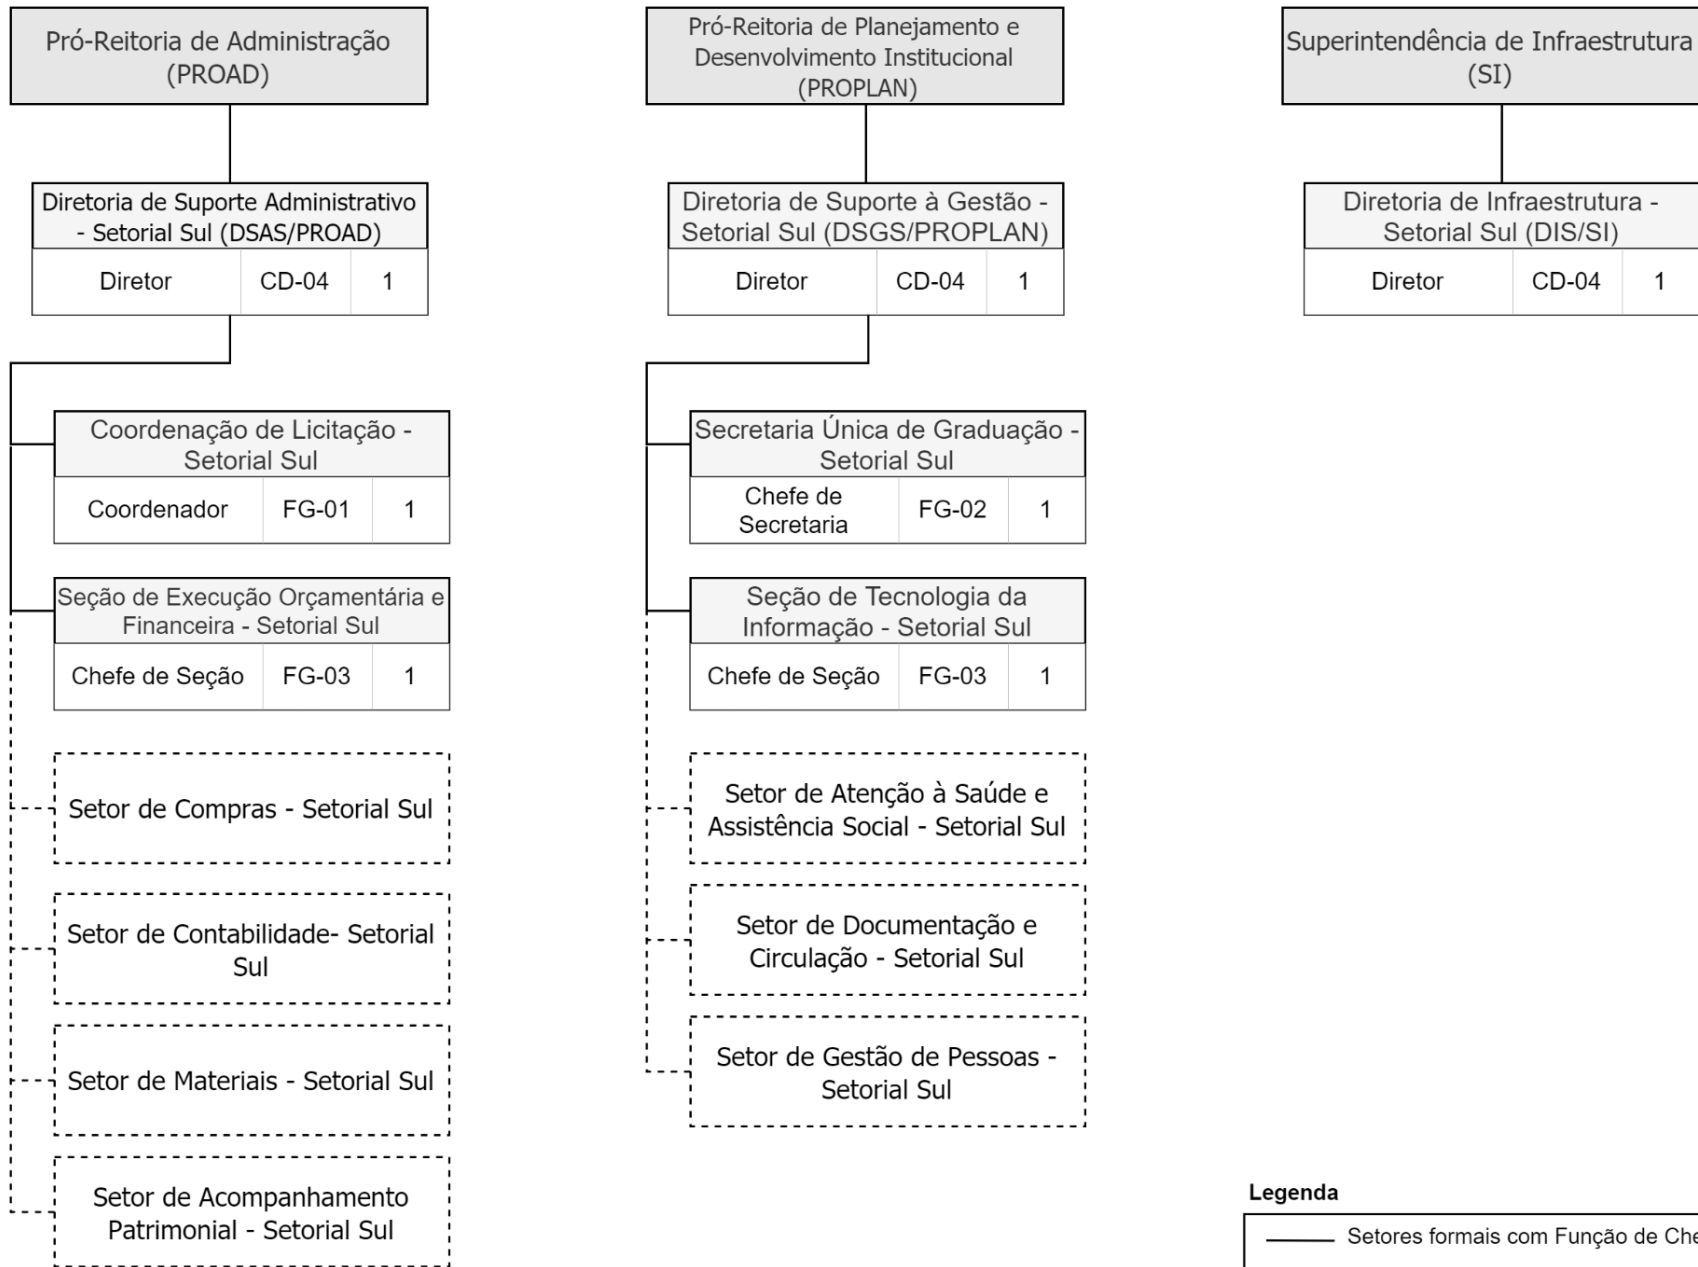 Pró-Reitoria de Administração
(PROAD)
Diretoria de Suporte Administrativo
- Setorial Sul (DSAS/PROAD)
Diretor CD-04 1
Coordenação de Licitação -
Setorial Sul
Coordenador FG-01 1
Seção de Execução Orçamentária e
Financeira - Setorial Sul
Chefe de Seção FG-03 1
Setor de Compras - Setorial Sul
Setor de Contabilidade- Setorial
Sul
Setor de Materiais - Setorial Sul
Setor de Acompanhamento
Patrimonial - Setorial Sul
Pró-Reitoria de Planejamento e
Desenvolvimento Institucional
(PROPLAN)
Diretoria de Suporte à Gestão -
Setorial Sul (DSGS/PROPLAN)
Diretor CD-04 1
Secretaria Única de Graduação -
Setorial Sul
Chefe de
Secretaria FG-02 1
Seção de Tecnologia da
Informação - Setorial Sul
Chefe de Seção FG-03 1
Setor de Atenção à Saúde e
Assistência Social - Setorial Sul
Setor de Documentação e
Circulação - Setorial Sul
Setor de Gestão de Pessoas -
Setorial Sul
Superintendência de Infraestrutura
(SI)
Diretoria de Infraestrutura -
Setorial Sul (DIS/SI)
Diretor CD-04 1
Legenda
Setores formais com Função de